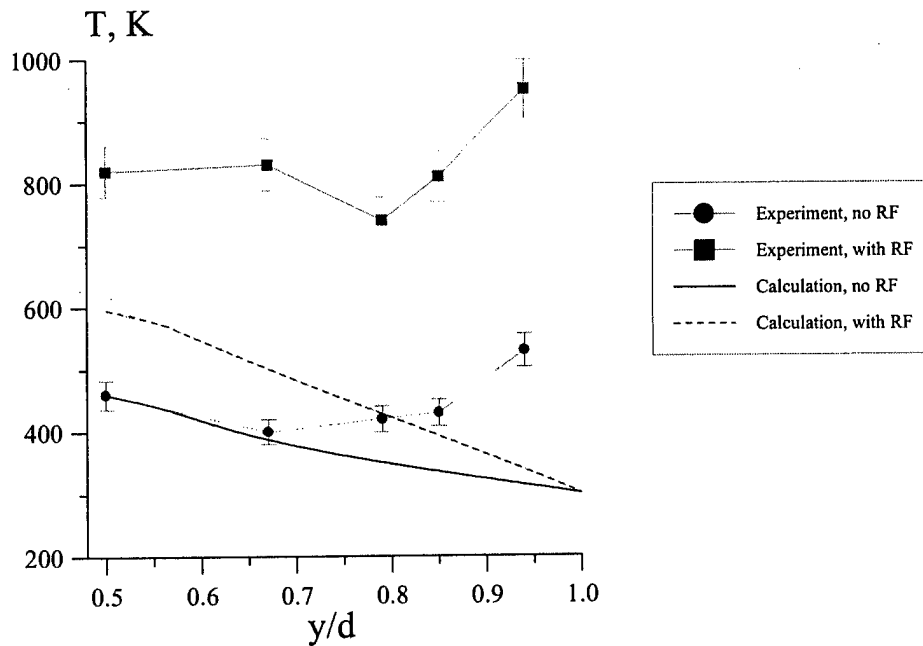 T, K
1000
800
600
400
200
0.5
0.6
0.7
0.8
0.9
1.0
y/d
Experiment, no RF
Experiment, with RF
Calculation, no RF
Calculation, with RF